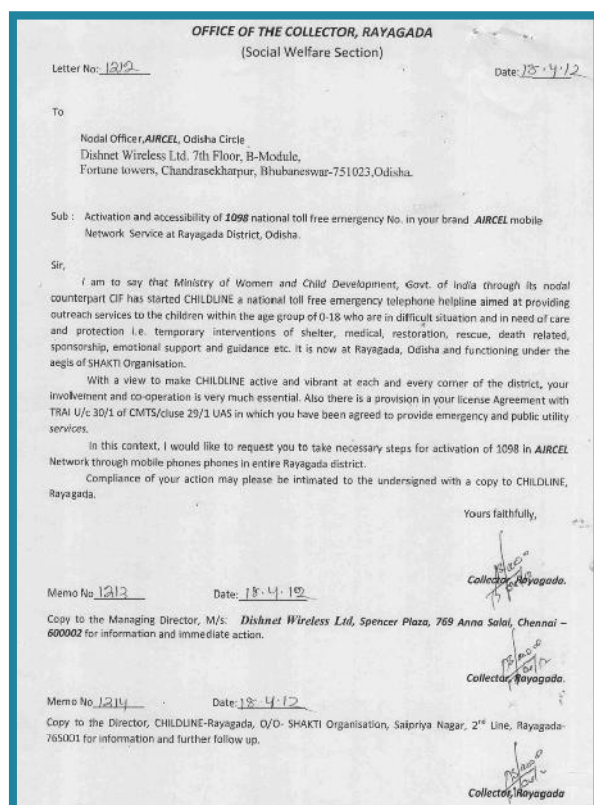 OFFICE OF THE COLLECTOR, RAYAGADA
(Social Welfare Section)
Letter No: 1212 Date: 18.4.12
To
Nodal Officer,AIRCEL, Odisha Circle
Dishnet Wireless Ltd. 7th Floor, B-Module,
Fortune towers, Chandrasekharpur, Bhubaneswar-751023,Odisha.
Sub : Activation and accessibility of 1098 national toll free emergency No. in your brand AIRCEL mobile
Network Service at Rayagada District, Odisha.
Sir,
I am to say that Ministry of Women and Child Development, Govt. of India through its nodal
counterpart CIF has started CHILDLINE a national toll free emergency telephone helpline aimed at providing
outreach services to the children within the age group of 0-18 who are in difficult situation and in need of care
and protection i.e. temporary interventions of shelter, medical, restoration, rescue, death related,
sponsorship, emotional support and guidance etc. It is now at Rayagada, Odisha and functioning under the
aegis of SHAKTI Organisation.
With a view to make CHILDLINE active and vibrant at each and every corner of the district, your
involvement and co-operation is very much essential. Also there is a provision in your license Agreement with
TRAI U/c 30/1 of CMTS/cluse 29/1 UAS in which you have been agreed to provide emergency and public utility
services.
In this context, I would like to request you to take necessary steps for activation of 1098 in AIRCEL
Network through mobile phones phones in entire Rayagada district.
Compliance of your action may please be intimated to the undersigned with a copy to CHILDLINE,
Rayagada.
Yours faithfully,
Collector, Rayagada.
Memo No 1213 Date: 18.4.12
Copy to the Managing Director, M/s: Dishnet Wireless Ltd, Spencer Plaza, 769 Anna Salai, Chennai –
600002 for information and immediate action.
Collector, Rayagada.
Memo No 1214 Date: 18.4.12
Copy to the Director, CHILDLINE-Rayagada, O/O- SHAKTI Organisation, Saipriya Nagar, 2nd Line, Rayagada-
765001 for information and further follow up.
Collector, Rayagada